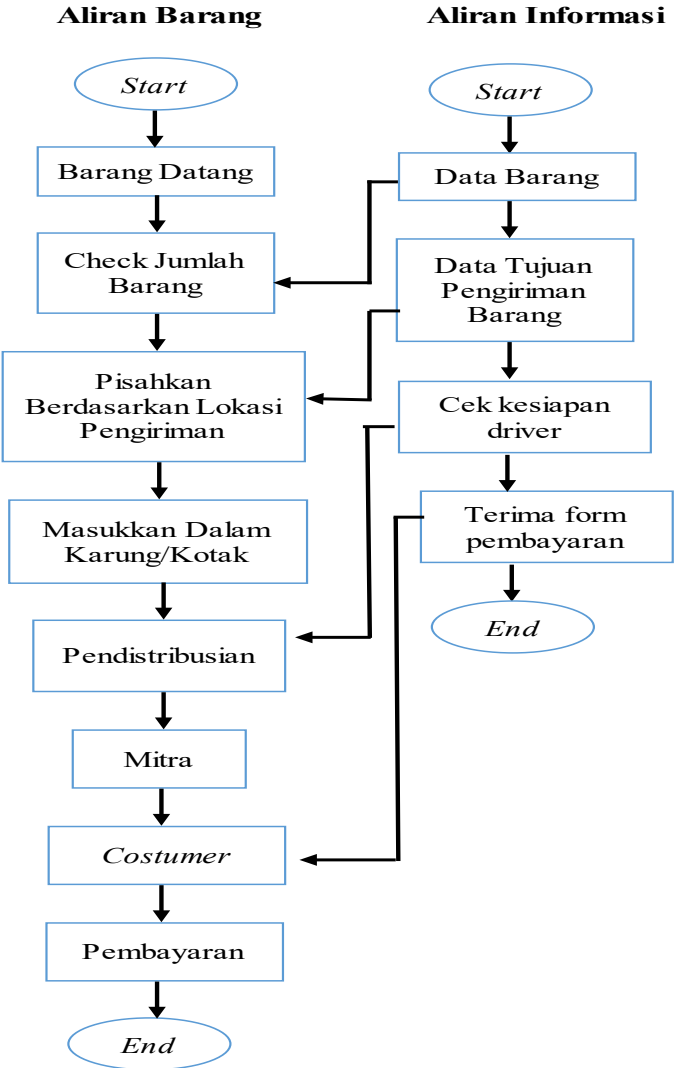 Aliran Barang
Start
Barang Datang
Check Jumlah
Barang
Pisahkan
Berdasarkan Lokasi
Pengiriman
Masukkan Dalam
Karung/Kotak
Pendistribusian
Mitra
Costumer
Pembayaran
End
Aliran Informasi
Start
Data Barang
Data Tujuan
Pengiriman
Barang
Cek kesiapan
driver
Terima form
pembayaran
End